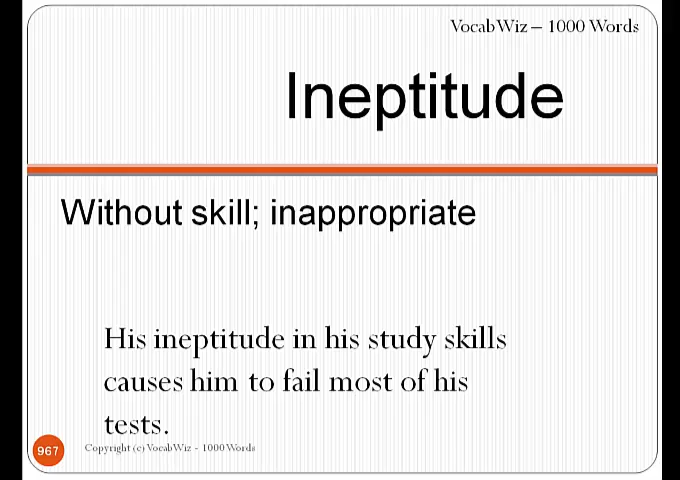 VocabWiz – 1000 Words
Ineptitude
Without skill; inappropriate
His ineptitude in his study skills
causes him to fail most of his
tests.
967
Copyright (c) VocabWiz - 1000 Words